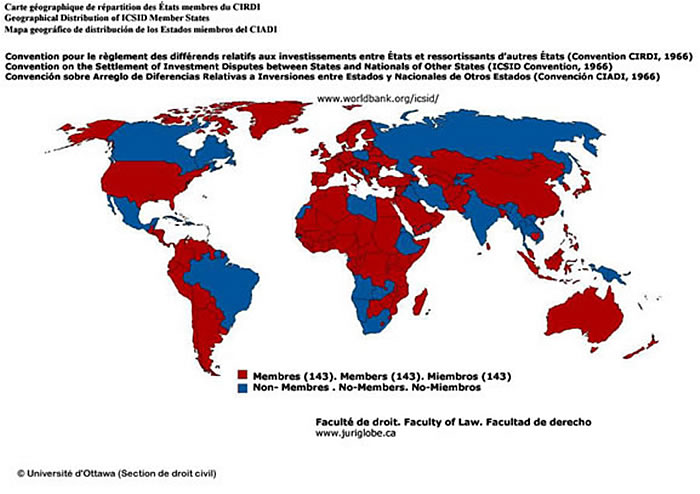 Carte géographique de répartition des États membres du CIRDI
Geographical Distribution of ICSID Member States
Mapa geográfico de distribución de los Estados miembros del CIADI
Convention pour le règlement des différends relatifs aux investissements entre États et ressortissants d'autres États (Convention CIRDI, 1966)
Convention on the Settlement of Investment Disputes between States and Nationals of Other States (ICSID Convention, 1966)
Convención sobre Arreglo de Diferencias Relativas a Inversiones entre Estados y Nacionales de Otros Estados (Convención CIADI, 1966)
www.worldbank.org/icsid/
Membres (143). Members (143). Miembros (143)
Non- Membres . No-Members. No-Miembros
Faculté de droit. Faculty of Law. Facultad de derecho
www.juriglobe.ca
© Université d'Ottawa (Section de droit civil)